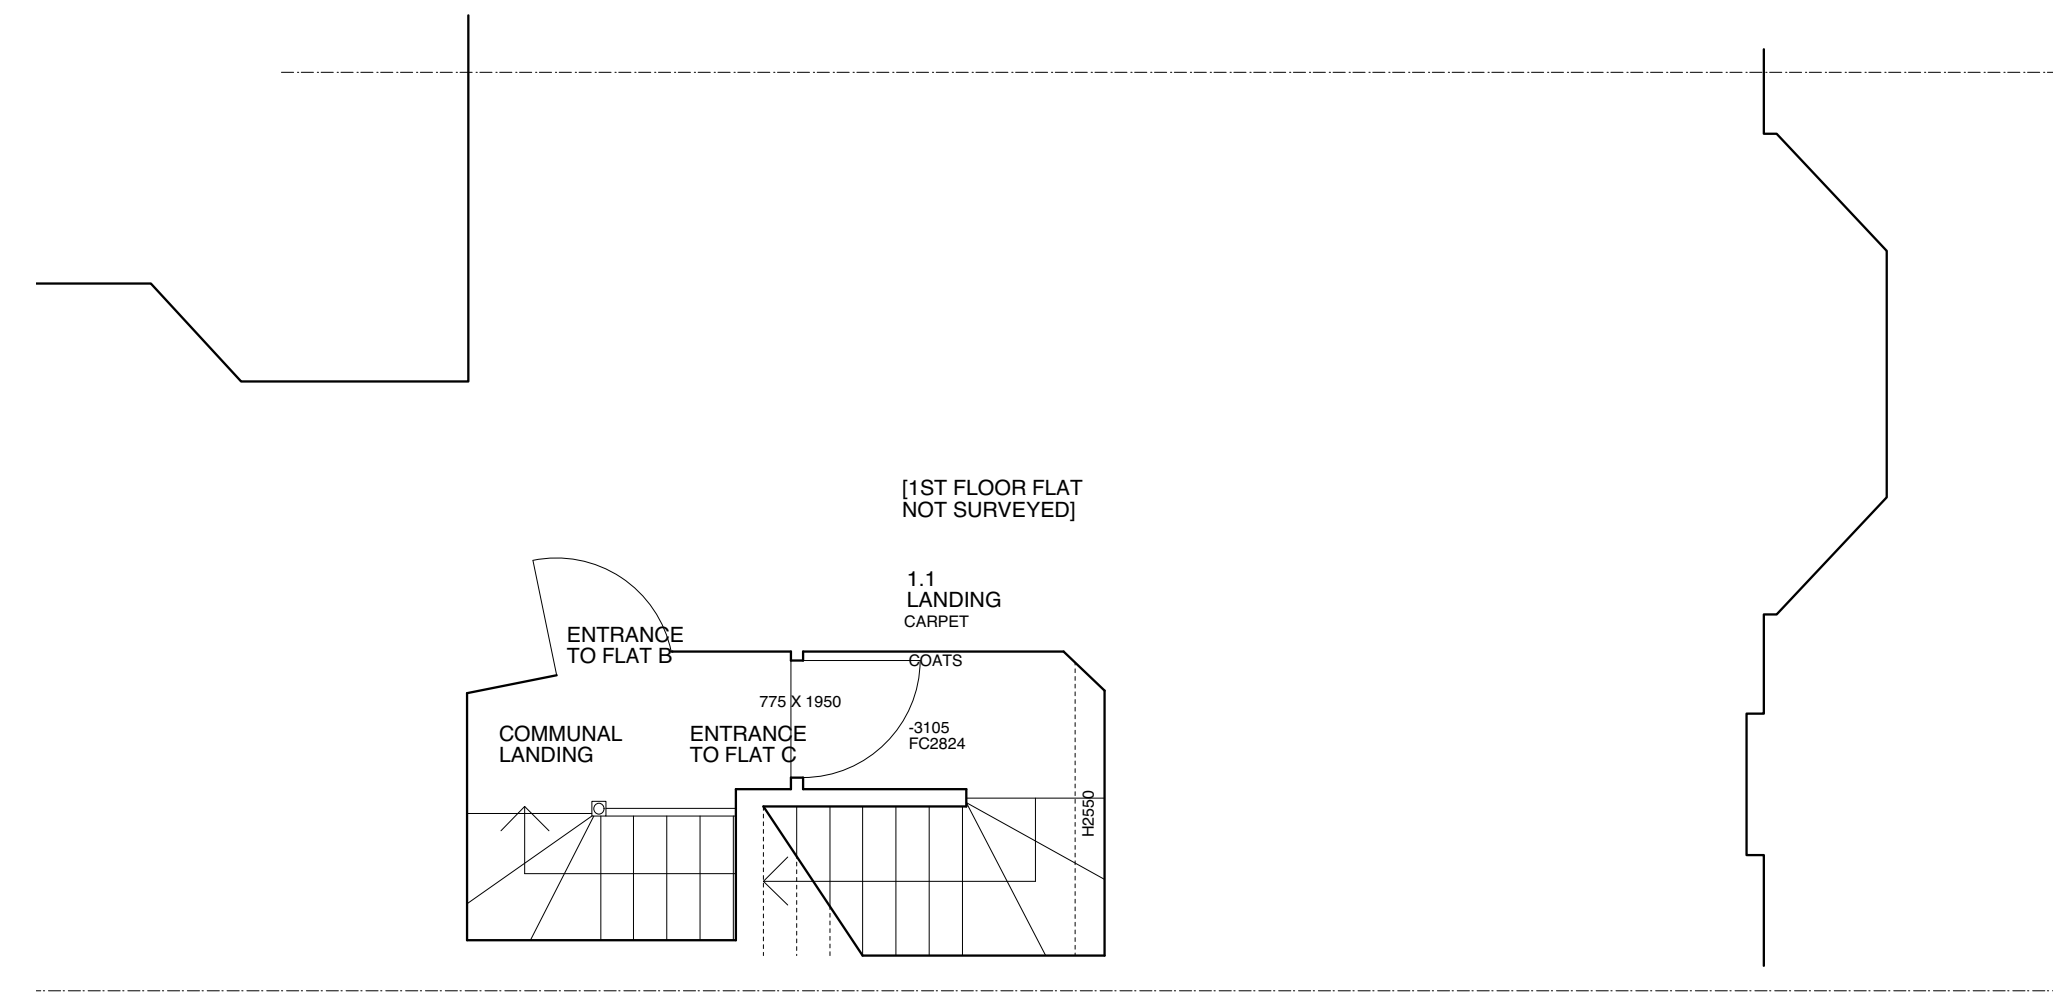 [1ST FLOOR FLAT
NOT SURVEYED]
1.1
LANDING
CARPET
ENTRANCE
TO FLAT B
COATS
775 X 1950
COMMUNAL
LANDING
ENTRANCE
TO FLAT C
-3105
FC2824
H2550